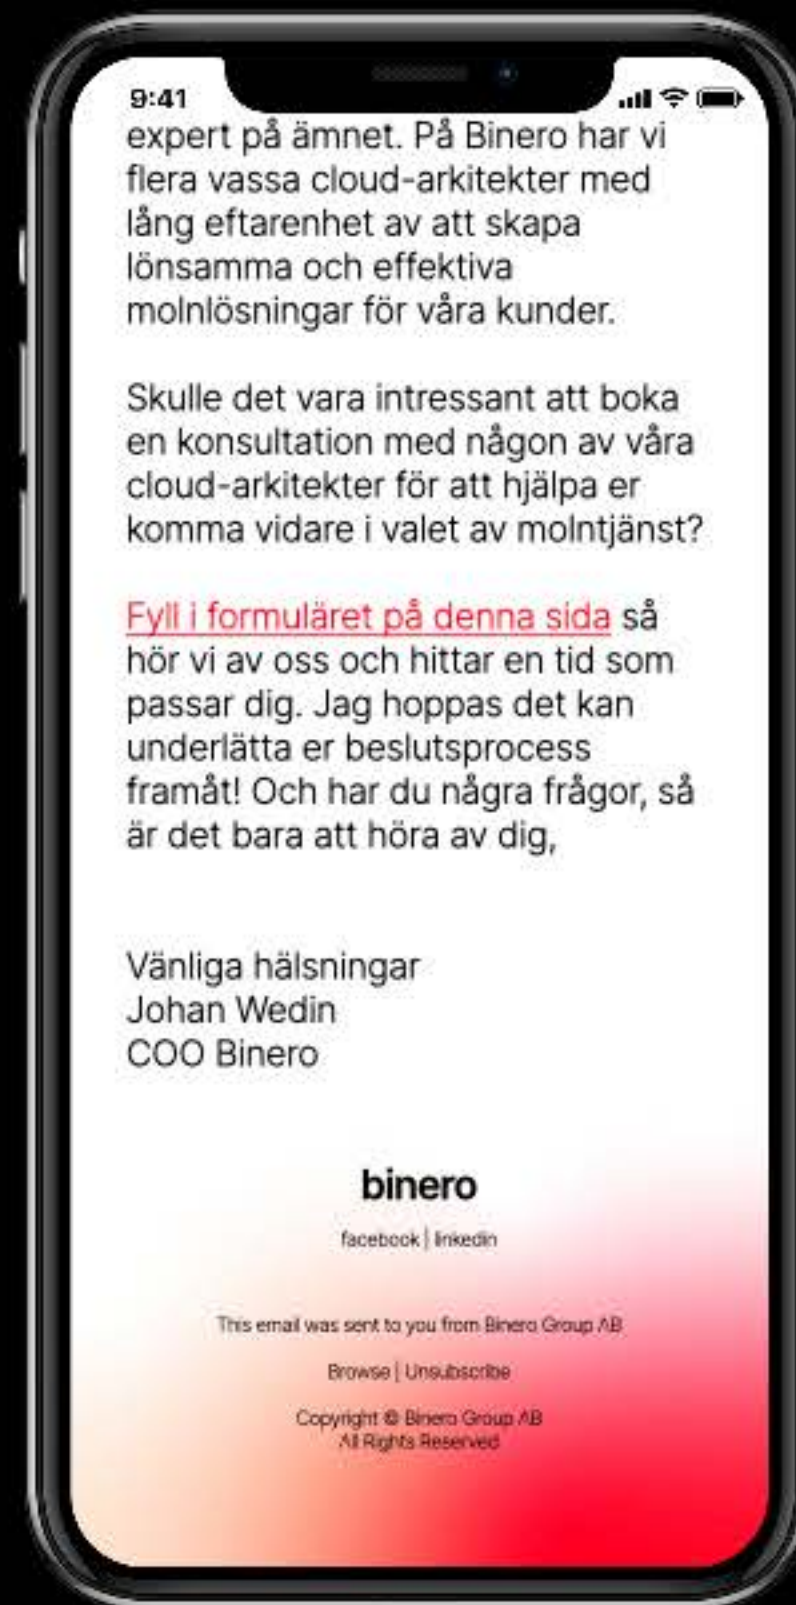 9:41
expert på ämnet. På Binero har vi
flera vassa cloud-arkitekter med
lång eftarenhet av att skapa
lönsamma och effektiva
molnlösningar för våra kunder.
Skulle det vara intressant att boka
en konsultation med någon av våra
cloud-arkitekter för att hjälpa er
komma vidare i valet av molntjänst?
Fyll i formuläret på denna sida så
hör vi av oss och hittar en tid som
passar dig. Jag hoppas det kan
underlätta er beslutsprocess
framåt! Och har du några frågor, så
är det bara att höra av dig,
Vänliga hälsningar
Johan Wedin
COO Binero
binero
facebook | linkedin
This email was sent to you from Binero Group AB
Browse | Unsubscribe
Copyright © Binero Group AB
All Rights Reserved